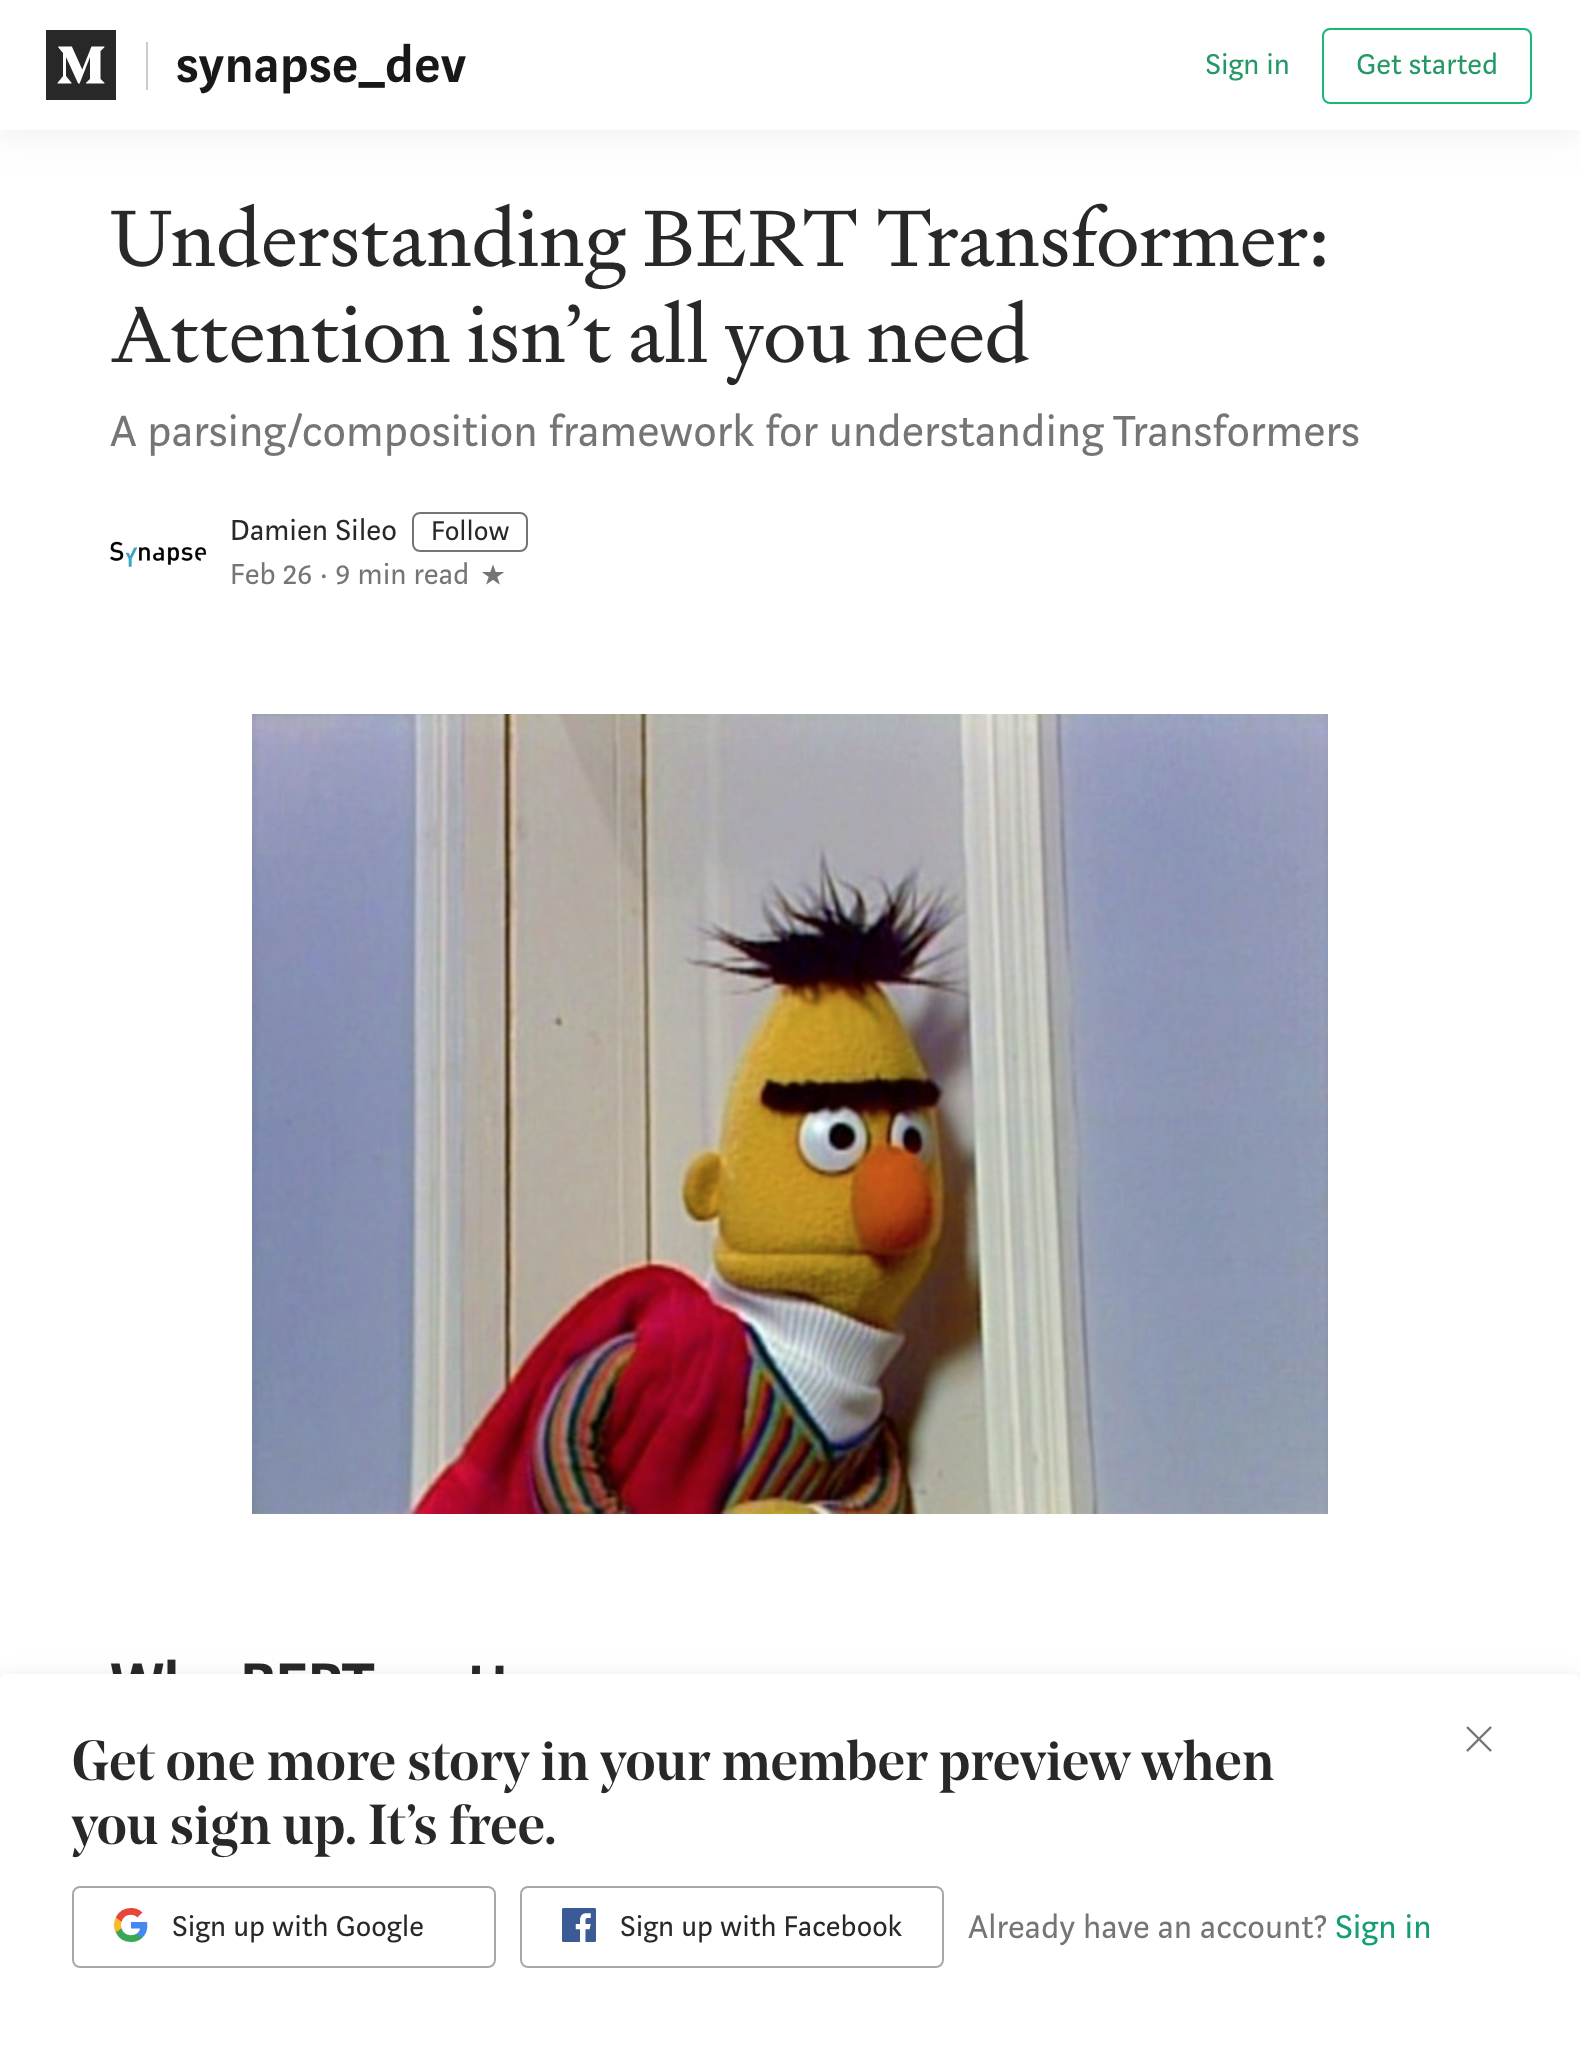 M
synapse_dev
Sign in
Get started
Understanding BERT Transformer:
Attention isn’t all you need
A parsing/composition framework for understanding Transformers
Synapse
Damien Sileo
Follow
Feb 26 · 9 min read ★
Get one more story in your member preview when
you sign up. It’s free.
Sign up with Google
Sign up with Facebook
Already have an account? Sign in